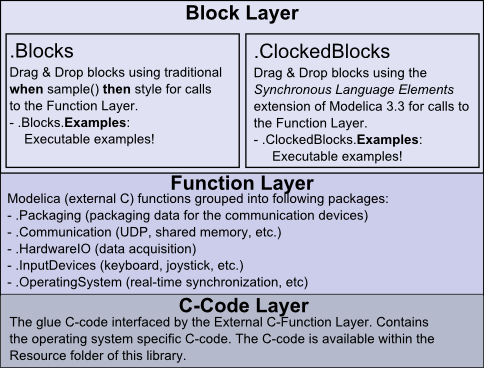 Block Layer
.Blocks
Drag & Drop blocks using traditional
when sample() then style for calls
to the Function Layer.
- .Blocks.Examples:
Executable examples!
.ClockedBlocks
Drag & Drop blocks using the
Synchronous Language Elements
extension of Modelica 3.3 for calls to
the Function Layer.
- .ClockedBlocks.Examples:
Executable examples!
Function Layer
Modelica (external C) functions grouped into following packages:
- .Packaging (packaging data for the communication devices)
- .Communication (UDP, shared memory, etc.)
- .HardwareIO (data acquisition)
- .InputDevices (keyboard, joystick, etc.)
- .OperatingSystem (real-time synchronization, etc)
C-Code Layer
The glue C-code interfaced by the External C-Function Layer. Contains
the operating system specific C-code. The C-code is available within the
Resource folder of this library.